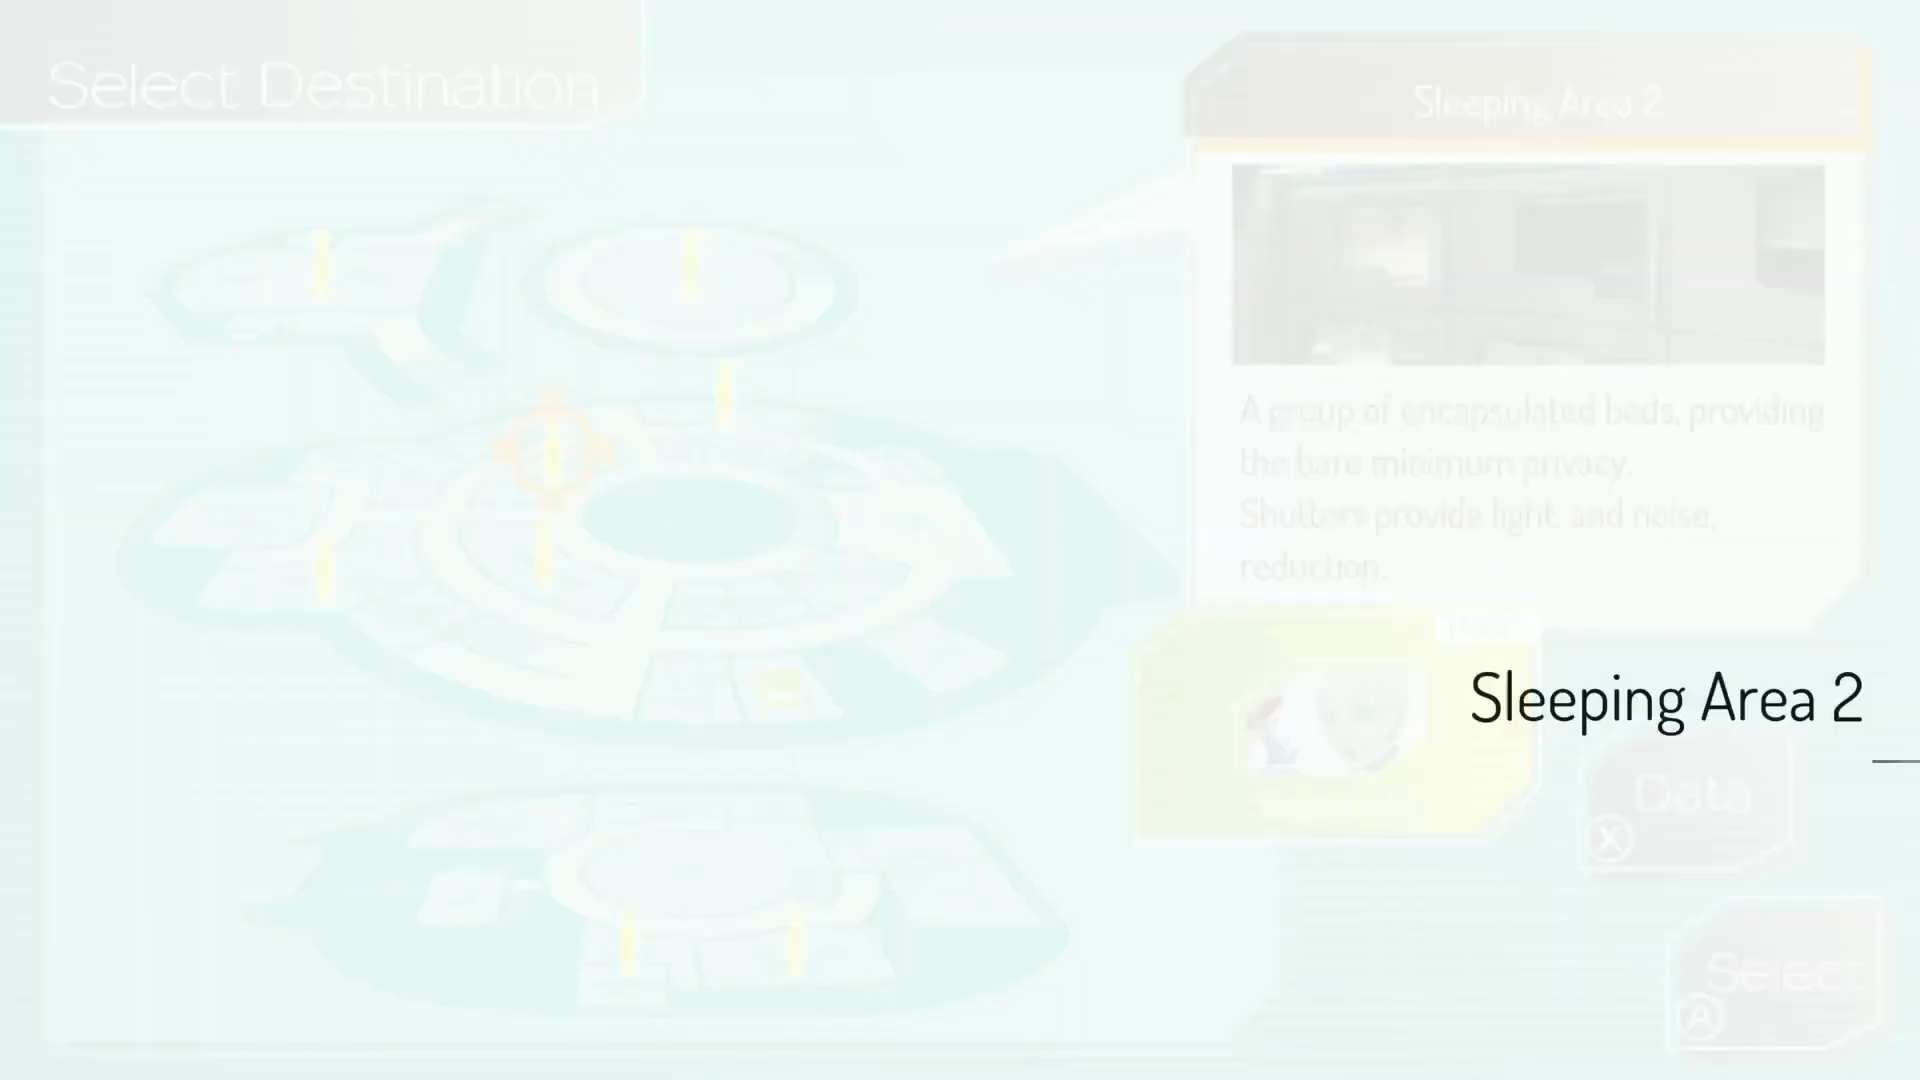 Select Destination
Sleeping Area 2
A group of encapsulated beds, providing
the bare minimum privacy.
Shutters provide light, and noise,
reduction.
Sleeping Area 2
Data
X
Select
A